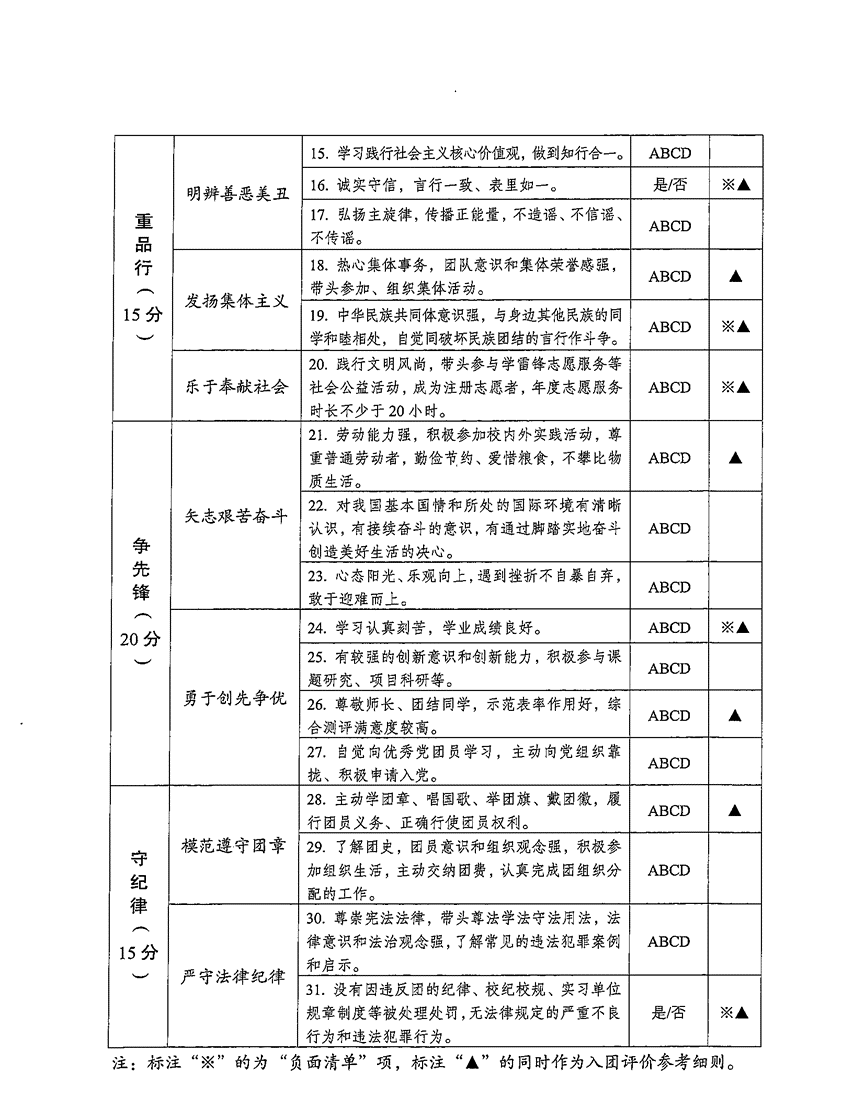 重品行（15分）
明辨善恶美丑
15. 学习践行社会主义核心价值观，做到知行合一。 ABCD
16. 诚实守信，言行一致、表里如一。 是/否 ※▲
17. 弘扬主旋律，传播正能量，不造谣、不信谣、
不传谣。 ABCD
发扬集体主义
18. 热心集体事务，团队意识和集体荣誉感强，
带头参加、组织集体活动。 ABCD ▲
19. 中华民族共同体意识强，与身边其他民族的同
学和睦相处，自觉同破坏民族团结的言行作斗争。 ABCD ※▲
乐于奉献社会
20. 践行文明风尚，带头参与学雷锋志愿服务等
社会公益活动，成为注册志愿者，年度志愿服务
时长不少于20小时。 ABCD ※▲
争先锋（20分）
矢志艰苦奋斗
21. 劳动能力强，积极参加校内外实践活动，尊
重普通劳动者，勤俭节约、爱惜粮食，不攀比物
质生活。 ABCD ▲
22. 对我国基本国情和所处的国际环境有清晰
认识，有接续奋斗的意识，有通过脚踏实地奋斗
创造美好生活的决心。 ABCD
23. 心态阳光、乐观向上，遇到挫折不自暴自弃，
敢于迎难而上。 ABCD
勇于创先争优
24. 学习认真刻苦，学业成绩良好。 ABCD ※▲
25. 有较强的创新意识和创新能力，积极参与课
题研究、项目科研等。 ABCD
26. 尊敬师长、团结同学，示范表率作用好，综
合测评满意度较高。 ABCD ▲
27. 自觉向优秀党团员学习，主动向党组织靠
拢、积极申请入党。 ABCD
守纪律（15分）
模范遵守团章
28. 主动学团章、唱国歌、举团旗、戴团徽，履
行团员义务、正确行使团员权利。 ABCD ▲
29. 了解团史，团员意识和组织观念强，积极参
加组织生活，主动交纳团费，认真完成团组织分
配的工作。 ABCD
严守法律纪律
30. 尊崇宪法法律，带头尊法学法守法用法，法
律意识和法治观念强，了解常见的违法犯罪案例
和启示。 ABCD
31. 没有因违反团的纪律、校纪校规、实习单位
规章制度等被处理处罚，无法律规定的严重不良
行为和违法犯罪行为。 是/否 ※▲
注：标注“※”的为“负面清单”项，标注“▲”的同时作为入团评价参考细则。